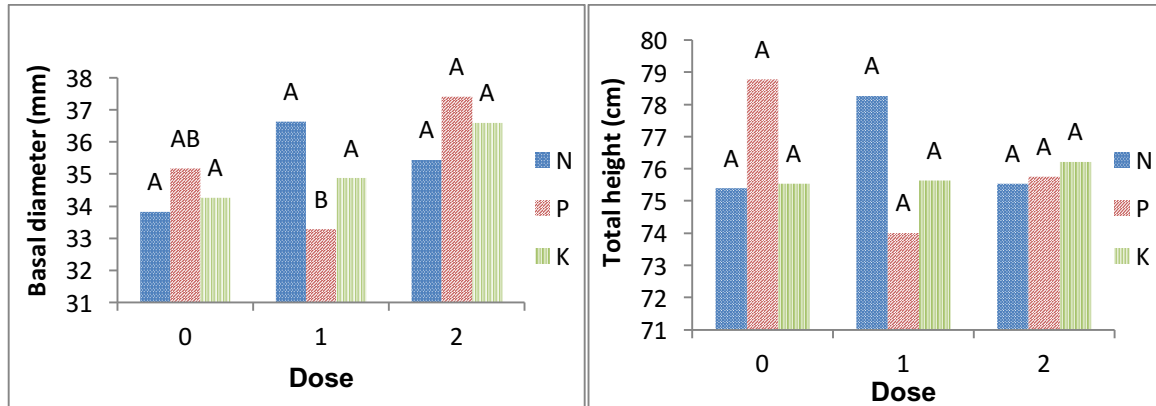 Basal diameter (mm)
38
37
36
35
34
33
32
31
A
AB
A
A
B
A
A
A
A
0
1
2
Dose
N
P
K
Total height (cm)
80
79
78
77
76
75
74
73
72
71
A
A
A
A
A
A
A
A
A
0
1
2
Dose
N
P
K